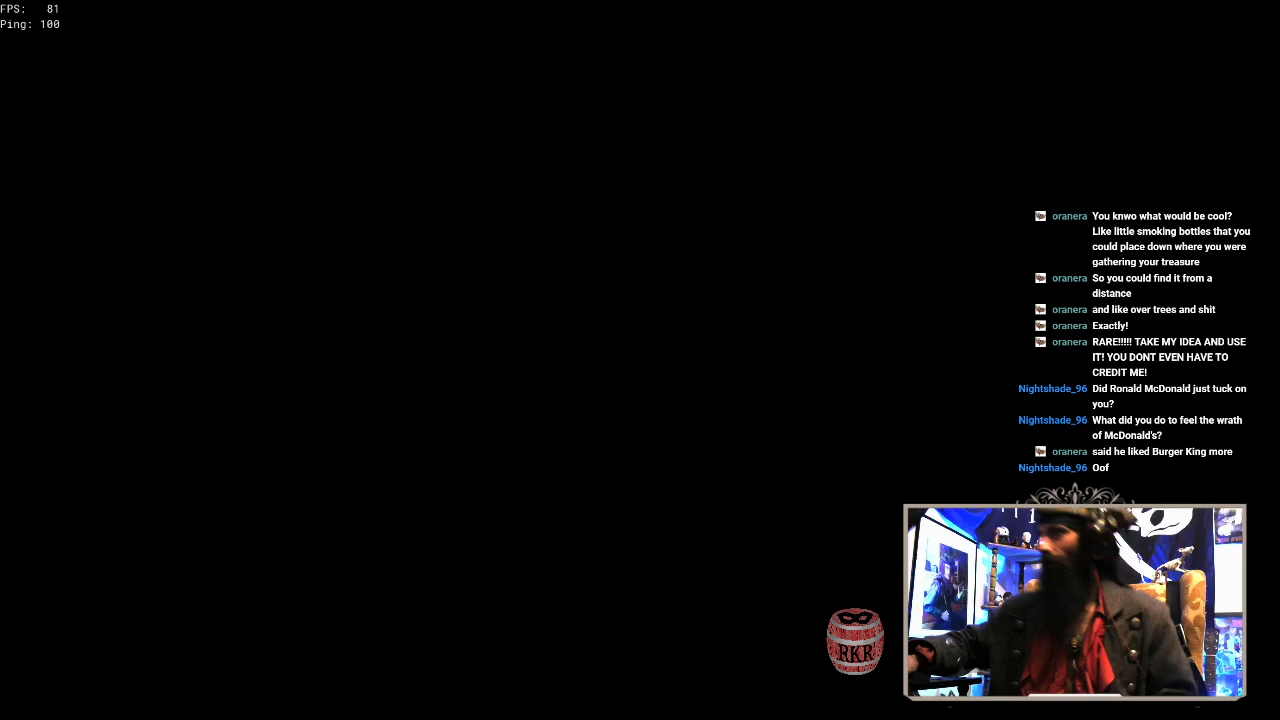 FPS: 81
Ping: 100
oranera You knwo what would be cool?
Like little smoking bottles that you
could place down where you were
gathering your treasure
oranera So you could find it from a
distance
oranera and like over trees and shit
oranera Exactly!
oranera RARE!!!!! TAKE MY IDEA AND USE
IT! YOU DONT EVEN HAVE TO
CREDIT ME!
Nightshade_96 Did Ronald McDonald just tuck on
you?
Nightshade_96 What did you do to feel the wrath
of McDonald's?
oranera said he liked Burger King more
Nightshade_96 Oof
RKR